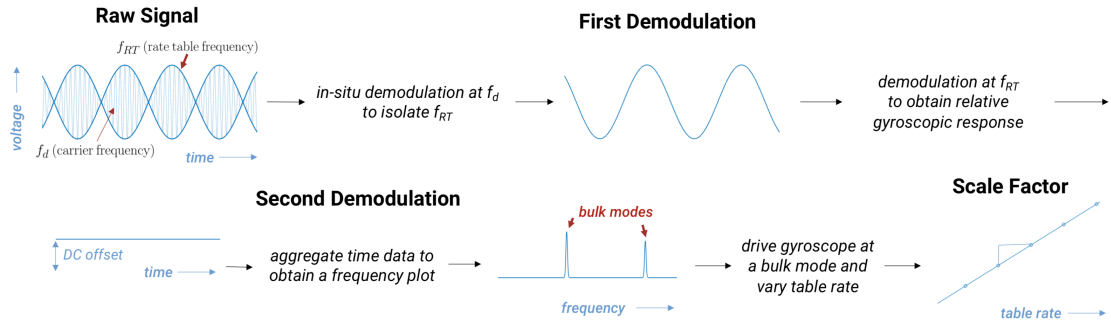 Raw Signal
f_RT (rate table frequency)
voltage
f_d (carrier frequency)
time
in-situ demodulation at f_d
to isolate f_RT
First Demodulation
demodulation at f_RT
to obtain relative
gyroscopic response
Second Demodulation
DC offset
time
aggregate time data to
obtain a frequency plot
bulk modes
frequency
drive gyroscope at
a bulk mode and
vary table rate
Scale Factor
table rate